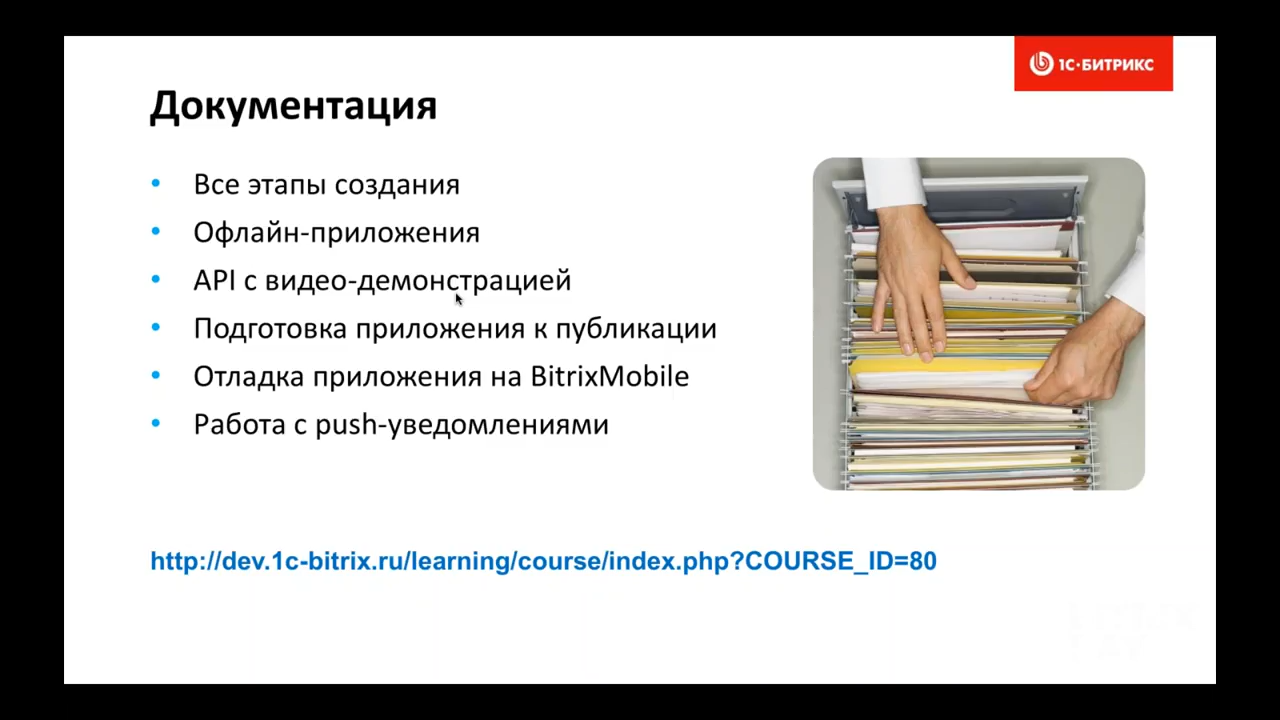 1С·БИТРИКС
Документация
• Все этапы создания
• Офлайн-приложения
• API с видео-демонстрацией
• Подготовка приложения к публикации
• Отладка приложения на BitrixMobile
• Работа с push-уведомлениями
http://dev.1c-bitrix.ru/learning/course/index.php?COURSE_ID=80